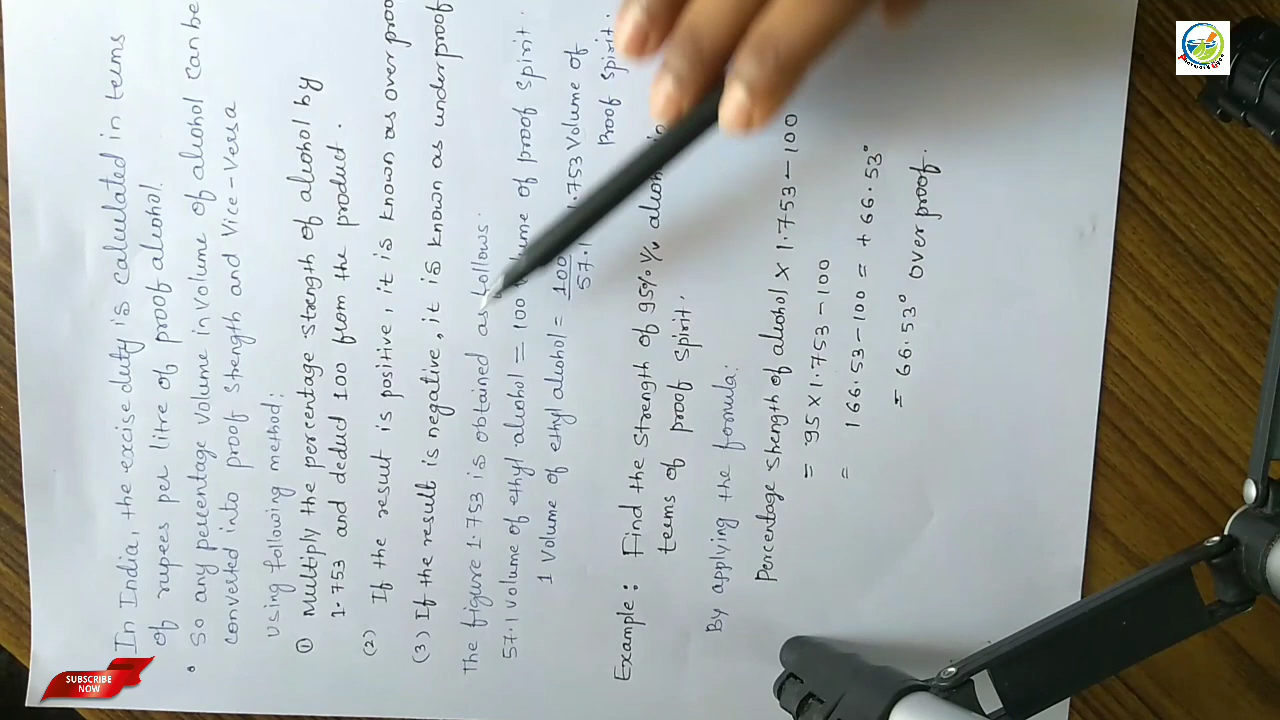 In India, the excise duty is calculated in terms
of rupees per litre of proof alcohol.
• So any percentage volume in volume of alcohol can be
converted into proof strength and Vice-Versa
using following method:
① Multiply the percentage strength of alcohol by
1.753 and deduct 100 from the product.
(2) If the result is positive, it is known as over proo
(3) If the result is negative, it is known as underproof
The figure 1.753 is obtained as follows.
57.1 volume of ethyl alcohol = 100 of proof spirit.
1 Volume of ethyl alcohol = 100/57.1 1.753 Volume of
Proof Spirit.
Example: Find the Strength of 95% V/v alcohol in
terms of proof spirit.
By applying the formula:
Percentage strength of alcohol × 1.753 – 100
= 95 × 1.753 – 100
= 166.53 – 100 = + 66.53°
= 66.53° Over proof.
SUBSCRIBE
NOW